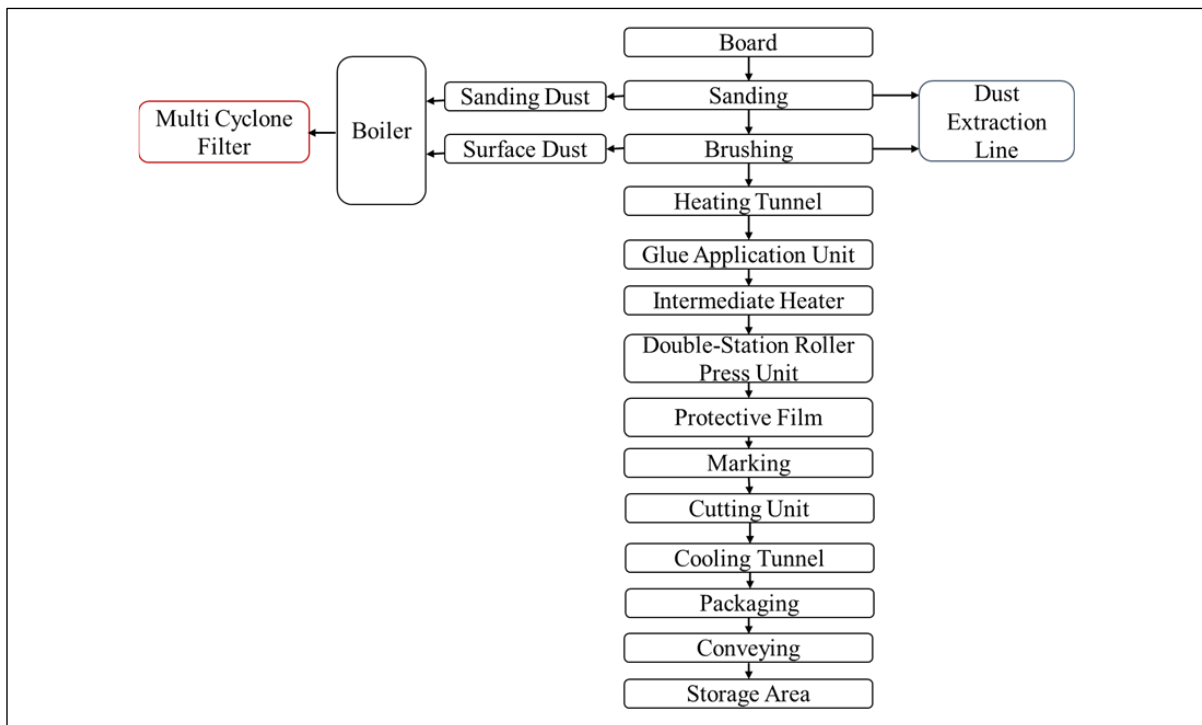 Board
Sanding Dust
Sanding
Dust
Extraction
Line
Multi Cyclone
Filter
Boiler
Surface Dust
Brushing
Heating Tunnel
Glue Application Unit
Intermediate Heater
Double-Station Roller
Press Unit
Protective Film
Marking
Cutting Unit
Cooling Tunnel
Packaging
Conveying
Storage Area